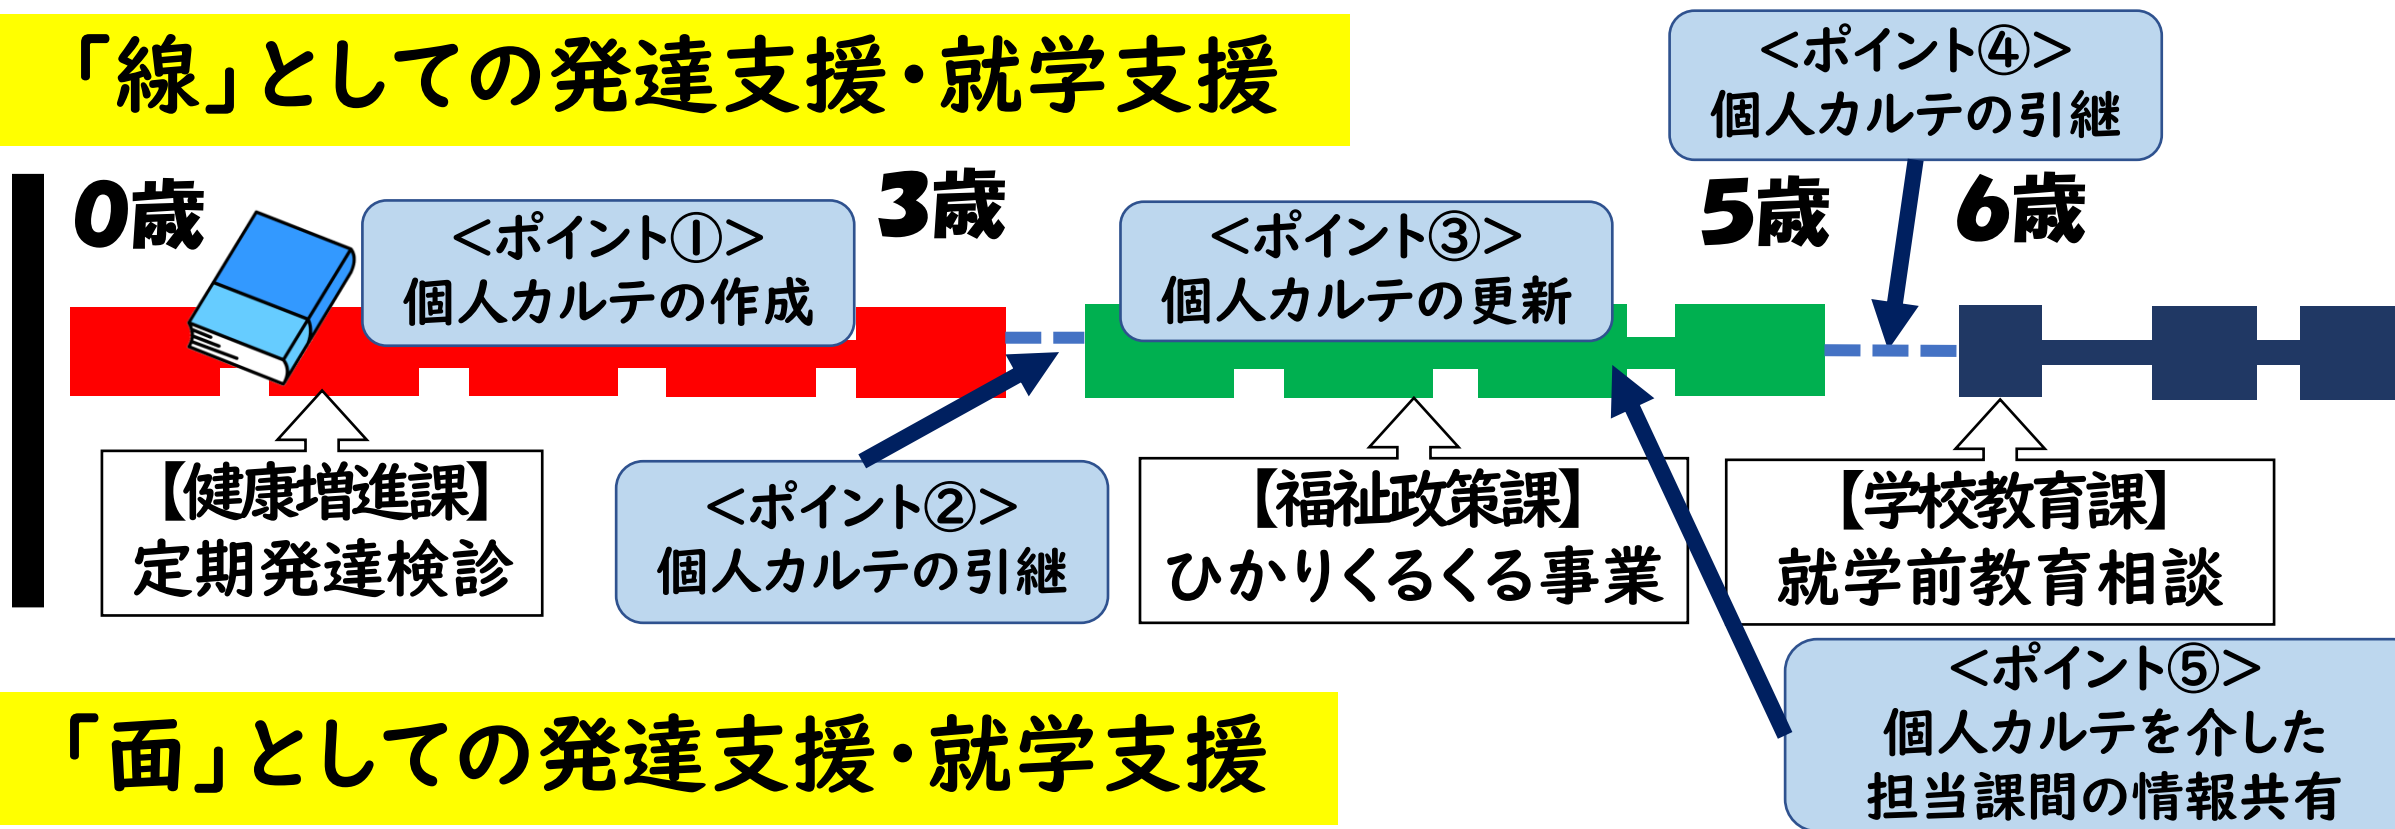 「線」としての発達支援・就学支援
<ポイント④>
個人カルテの引継
0歳
3歳
5歳
6歳
<ポイント①>
個人カルテの作成
<ポイント③>
個人カルテの更新
【健康増進課】
定期発達検診
<ポイント②>
個人カルテの引継
【福祉政策課】
ひかりくるくる事業
【学校教育課】
就学前教育相談
<ポイント⑤>
個人カルテを介した
担当課間の情報共有
「面」としての発達支援・就学支援